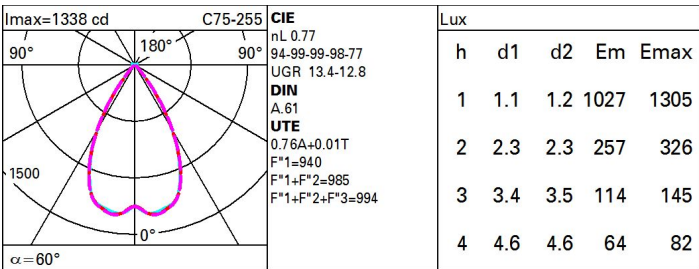 Imax=1338 cd C75-255
90° 180° 90°
1500
0°
α=60°
CIE
nL 0.77
94-99-99-98-77
UGR 13.4-12.8
DIN
A.61
UTE
0.76A+0.01T
F"1=940
F"1+F"2=985
F"1+F"2+F"3=994
Lux
h d1 d2 Em Emax
1 1.1 1.2 1027 1305
2 2.3 2.3 257 326
3 3.4 3.5 114 145
4 4.6 4.6 64 82